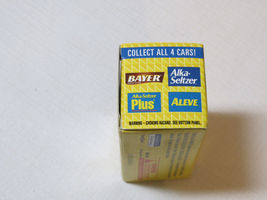 COLLECT ALL 4 CARS!
BAYER
Alka-
Seltzer
Alka-Seltzer
Plus
ALEVE
WARNING - CHOKING HAZARD. SEE BOTTOM PANEL.